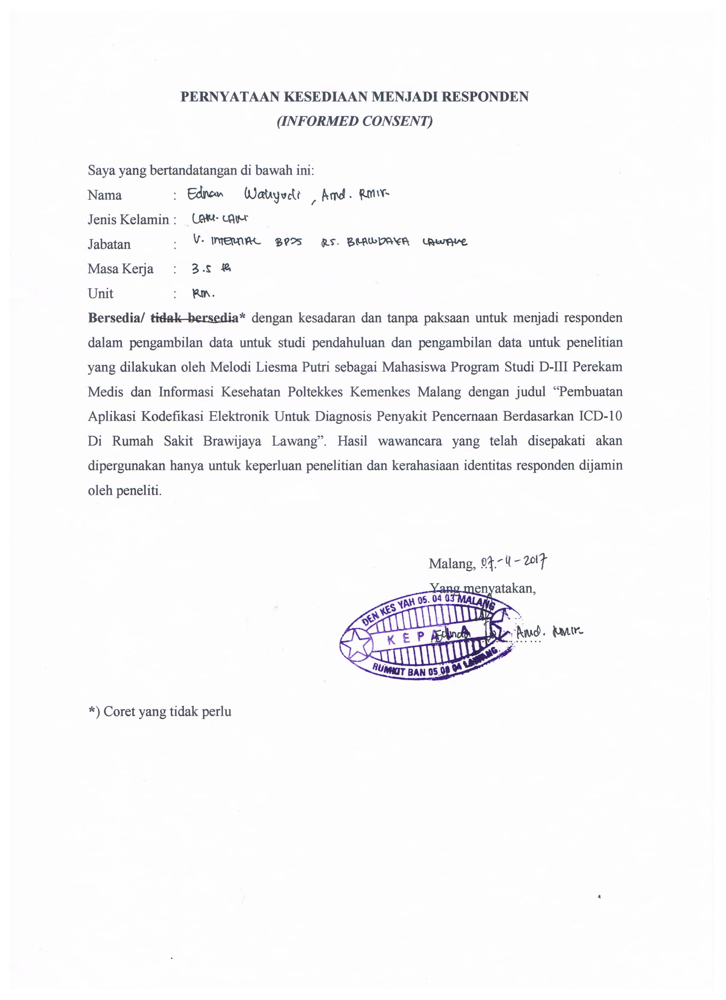 PERNYATAAN KESEDIAAN MENJADI RESPONDEN
(INFORMED CONSENT)
Saya yang bertandatangan di bawah ini:
Nama : Ednan Wahyudi, Amd. RMIK
Jenis Kelamin : LAKI-LAKI
Jabatan : V. INTERNAL BPJS RS. BRAWIJAYA LAWANG
Masa Kerja : 3.5 th
Unit : RM.
Bersedia/ tidak bersedia* dengan kesadaran dan tanpa paksaan untuk menjadi responden
dalam pengambilan data untuk studi pendahuluan dan pengambilan data untuk penelitian
yang dilakukan oleh Melodi Liesma Putri sebagai Mahasiswa Program Studi D-III Perekam
Medis dan Informasi Kesehatan Poltekkes Kemenkes Malang dengan judul “Pembuatan
Aplikasi Kodefikasi Elektronik Untuk Diagnosis Penyakit Pencernaan Berdasarkan ICD-10
Di Rumah Sakit Brawijaya Lawang”. Hasil wawancara yang telah disepakati akan
dipergunakan hanya untuk keperluan penelitian dan kerahasiaan identitas responden dijamin
oleh peneliti.
Malang, 07-4-2017
Yang menyatakan,
DEN KES YAH 05. 04 03 MALANG
KEPALA
Amd. RMIK
RUMKIT BAN 05 08 04 LAWANG
*) Coret yang tidak perlu